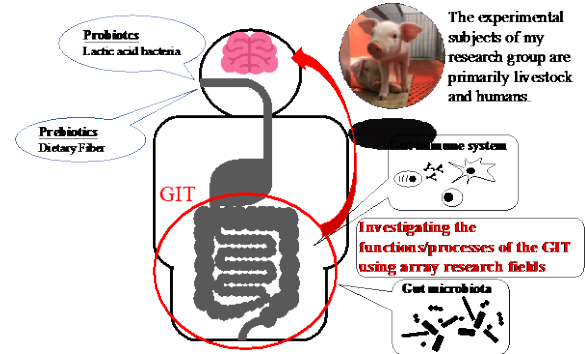 Probiotcs
Lactic acid bacteria
Prebiotics
Dietary Fiber
The experimental
subjects of my
research group are
primarily livestock
and humans.
GIT
immune system
Investigating the
functions/processes of the GIT
using array research fields
Gut microbiota